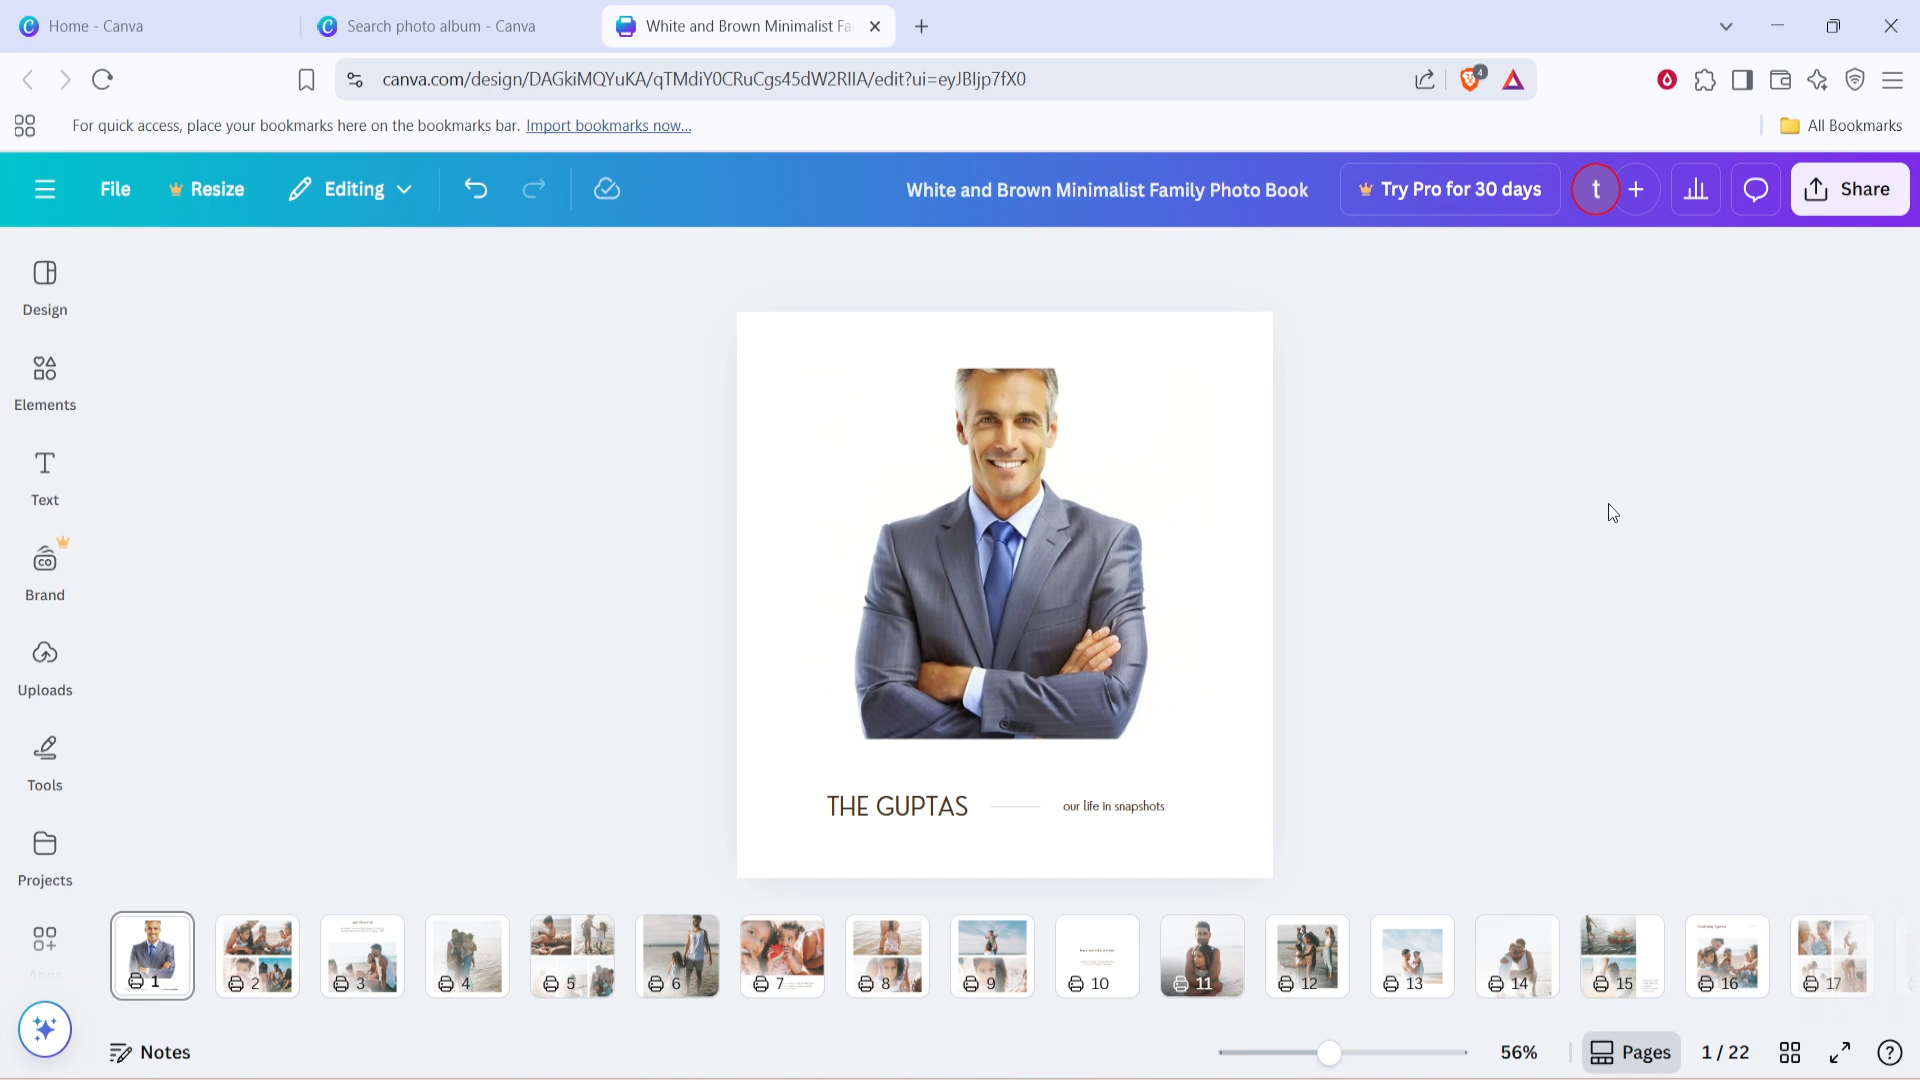 Home - Canva
Search photo album - Canva
White and Brown Minimalist Fa
canva.com/design/DAGkiMQYuKA/qTMdiY0CRuCgs45dW2RIIA/edit?ui=eyJBIjp7fX0
4
For quick access, place your bookmarks here on the bookmarks bar. Import bookmarks now...
All Bookmarks
File
Resize
Editing
White and Brown Minimalist Family Photo Book
Try Pro for 30 days
t
Share
Design
Elements
Text
Brand
Uploads
Tools
Projects
Apps
THE GUPTAS
our life in snapshots
1
2
3
4
5
6
7
8
9
10
11
12
13
14
15
16
17
Notes
56%
Pages
1 / 22